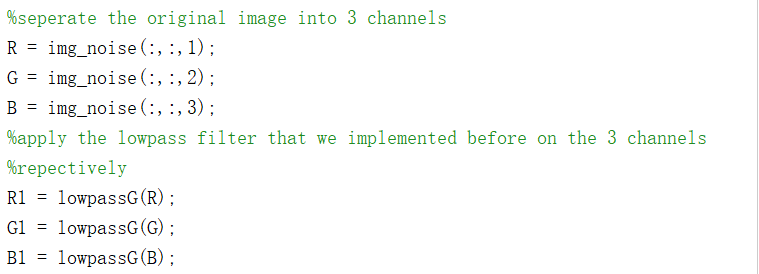 %seperate the original image into 3 channels
R = img_noise(:,:,1);
G = img_noise(:,:,2);
B = img_noise(:,:,3);
%apply the lowpass filter that we implemented before on the 3 channels
%repectively
R1 = lowpassG(R);
G1 = lowpassG(G);
B1 = lowpassG(B);